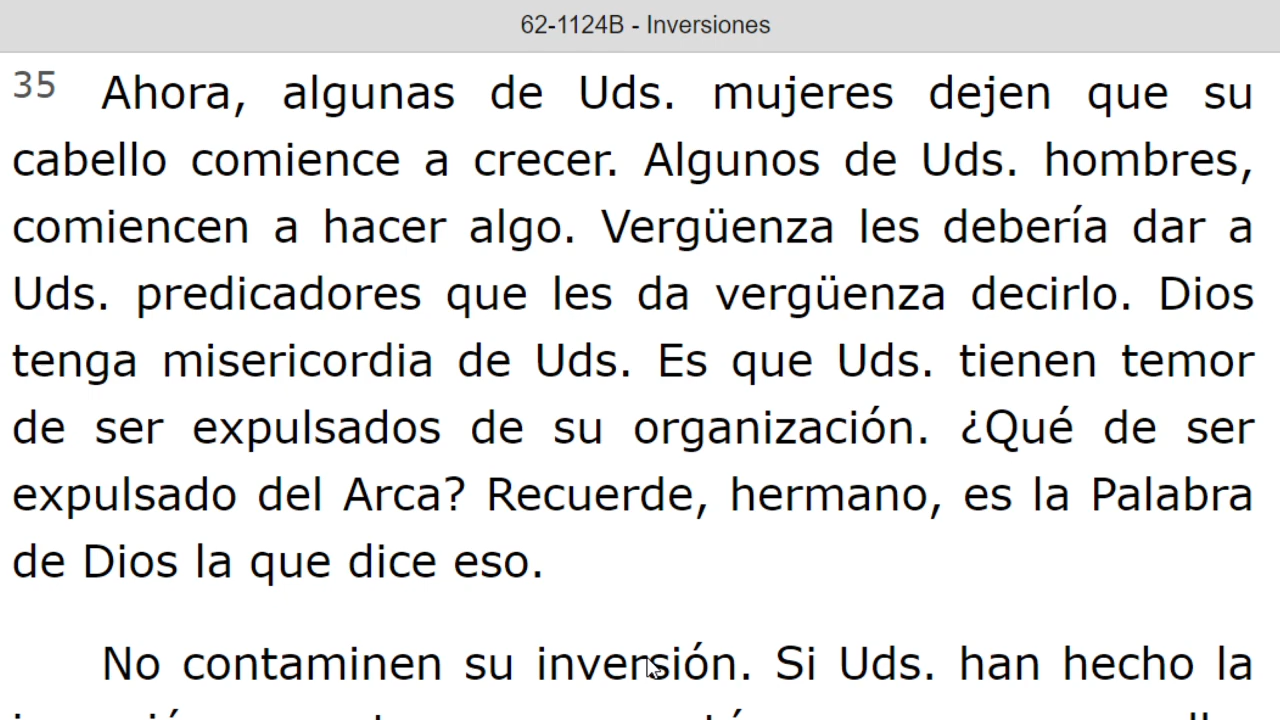 62-1124B - Inversiones
35 Ahora, algunas de Uds. mujeres dejen que su
cabello comience a crecer. Algunos de Uds. hombres,
comiencen a hacer algo. Vergüenza les debería dar a
Uds. predicadores que les da vergüenza decirlo. Dios
tenga misericordia de Uds. Es que Uds. tienen temor
de ser expulsados de su organización. ¿Qué de ser
expulsado del Arca? Recuerde, hermano, es la Palabra
de Dios la que dice eso.
No contaminen su inversión. Si Uds. han hecho la